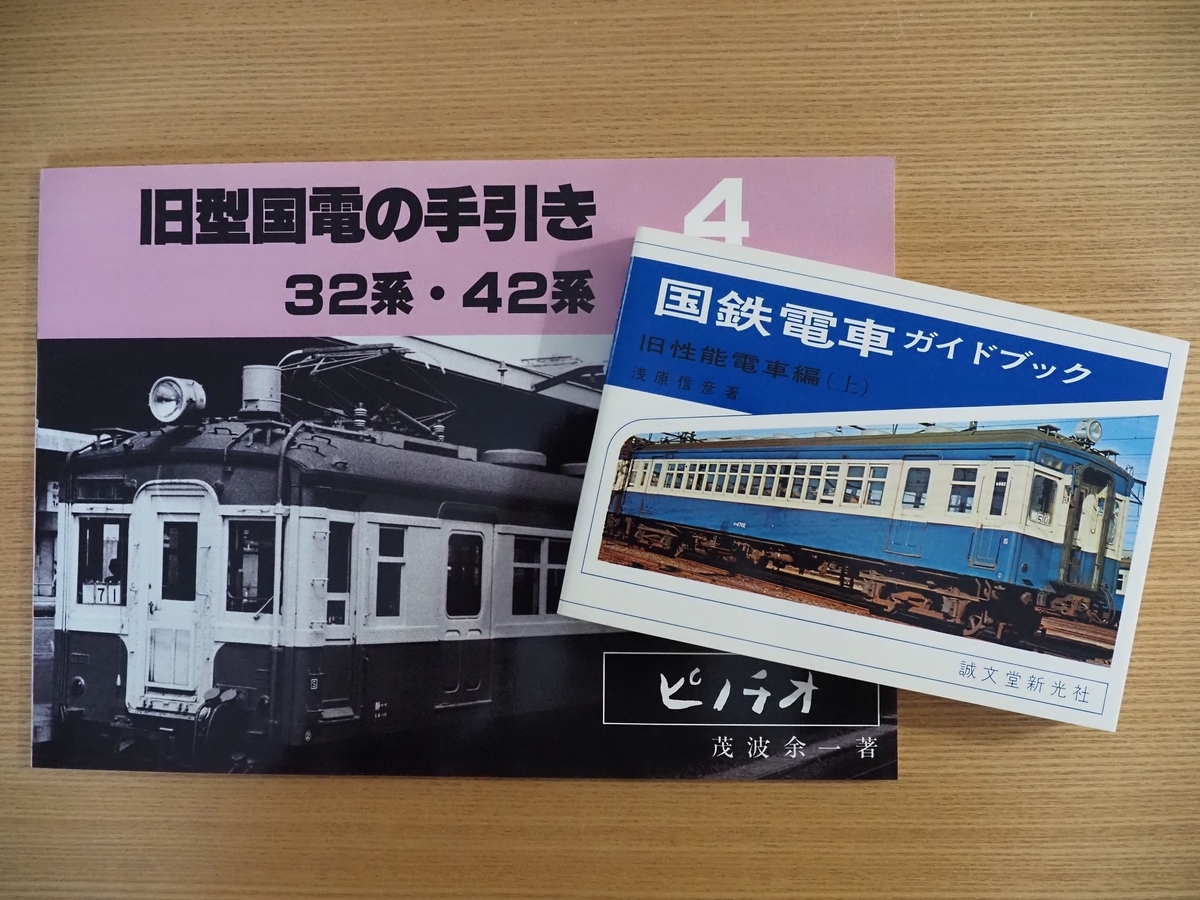 旧型国電の手引き
4
32系・42系
71
ピノチオ
茂波余一著
国鉄電車ガイドブック
旧性能電車編(上)
浅原信彦著
誠文堂新光社